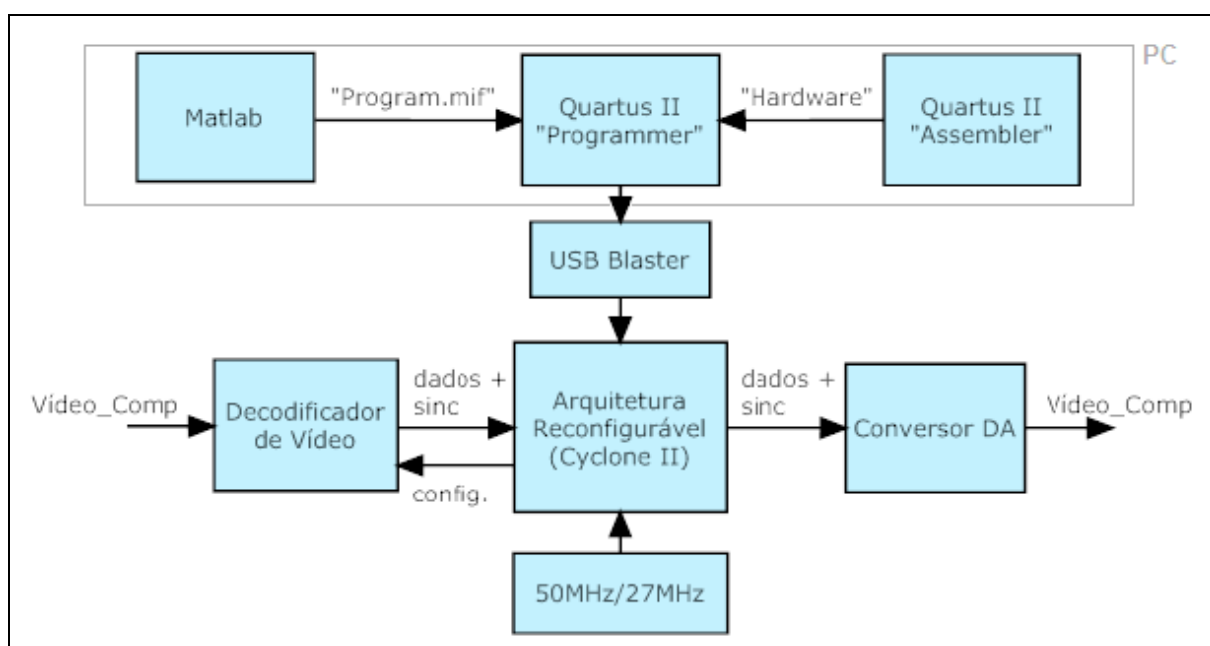 PC
Matlab
"Program.mif"
Quartus II
"Programmer"
"Hardware"
Quartus II
"Assembler"
USB Blaster
Vídeo_Comp
Decodificador
de Vídeo
dados +
sinc
config.
Arquitetura
Reconfigurável
(Cyclone II)
dados +
sinc
Conversor DA
Vídeo_Comp
50MHz/27MHz